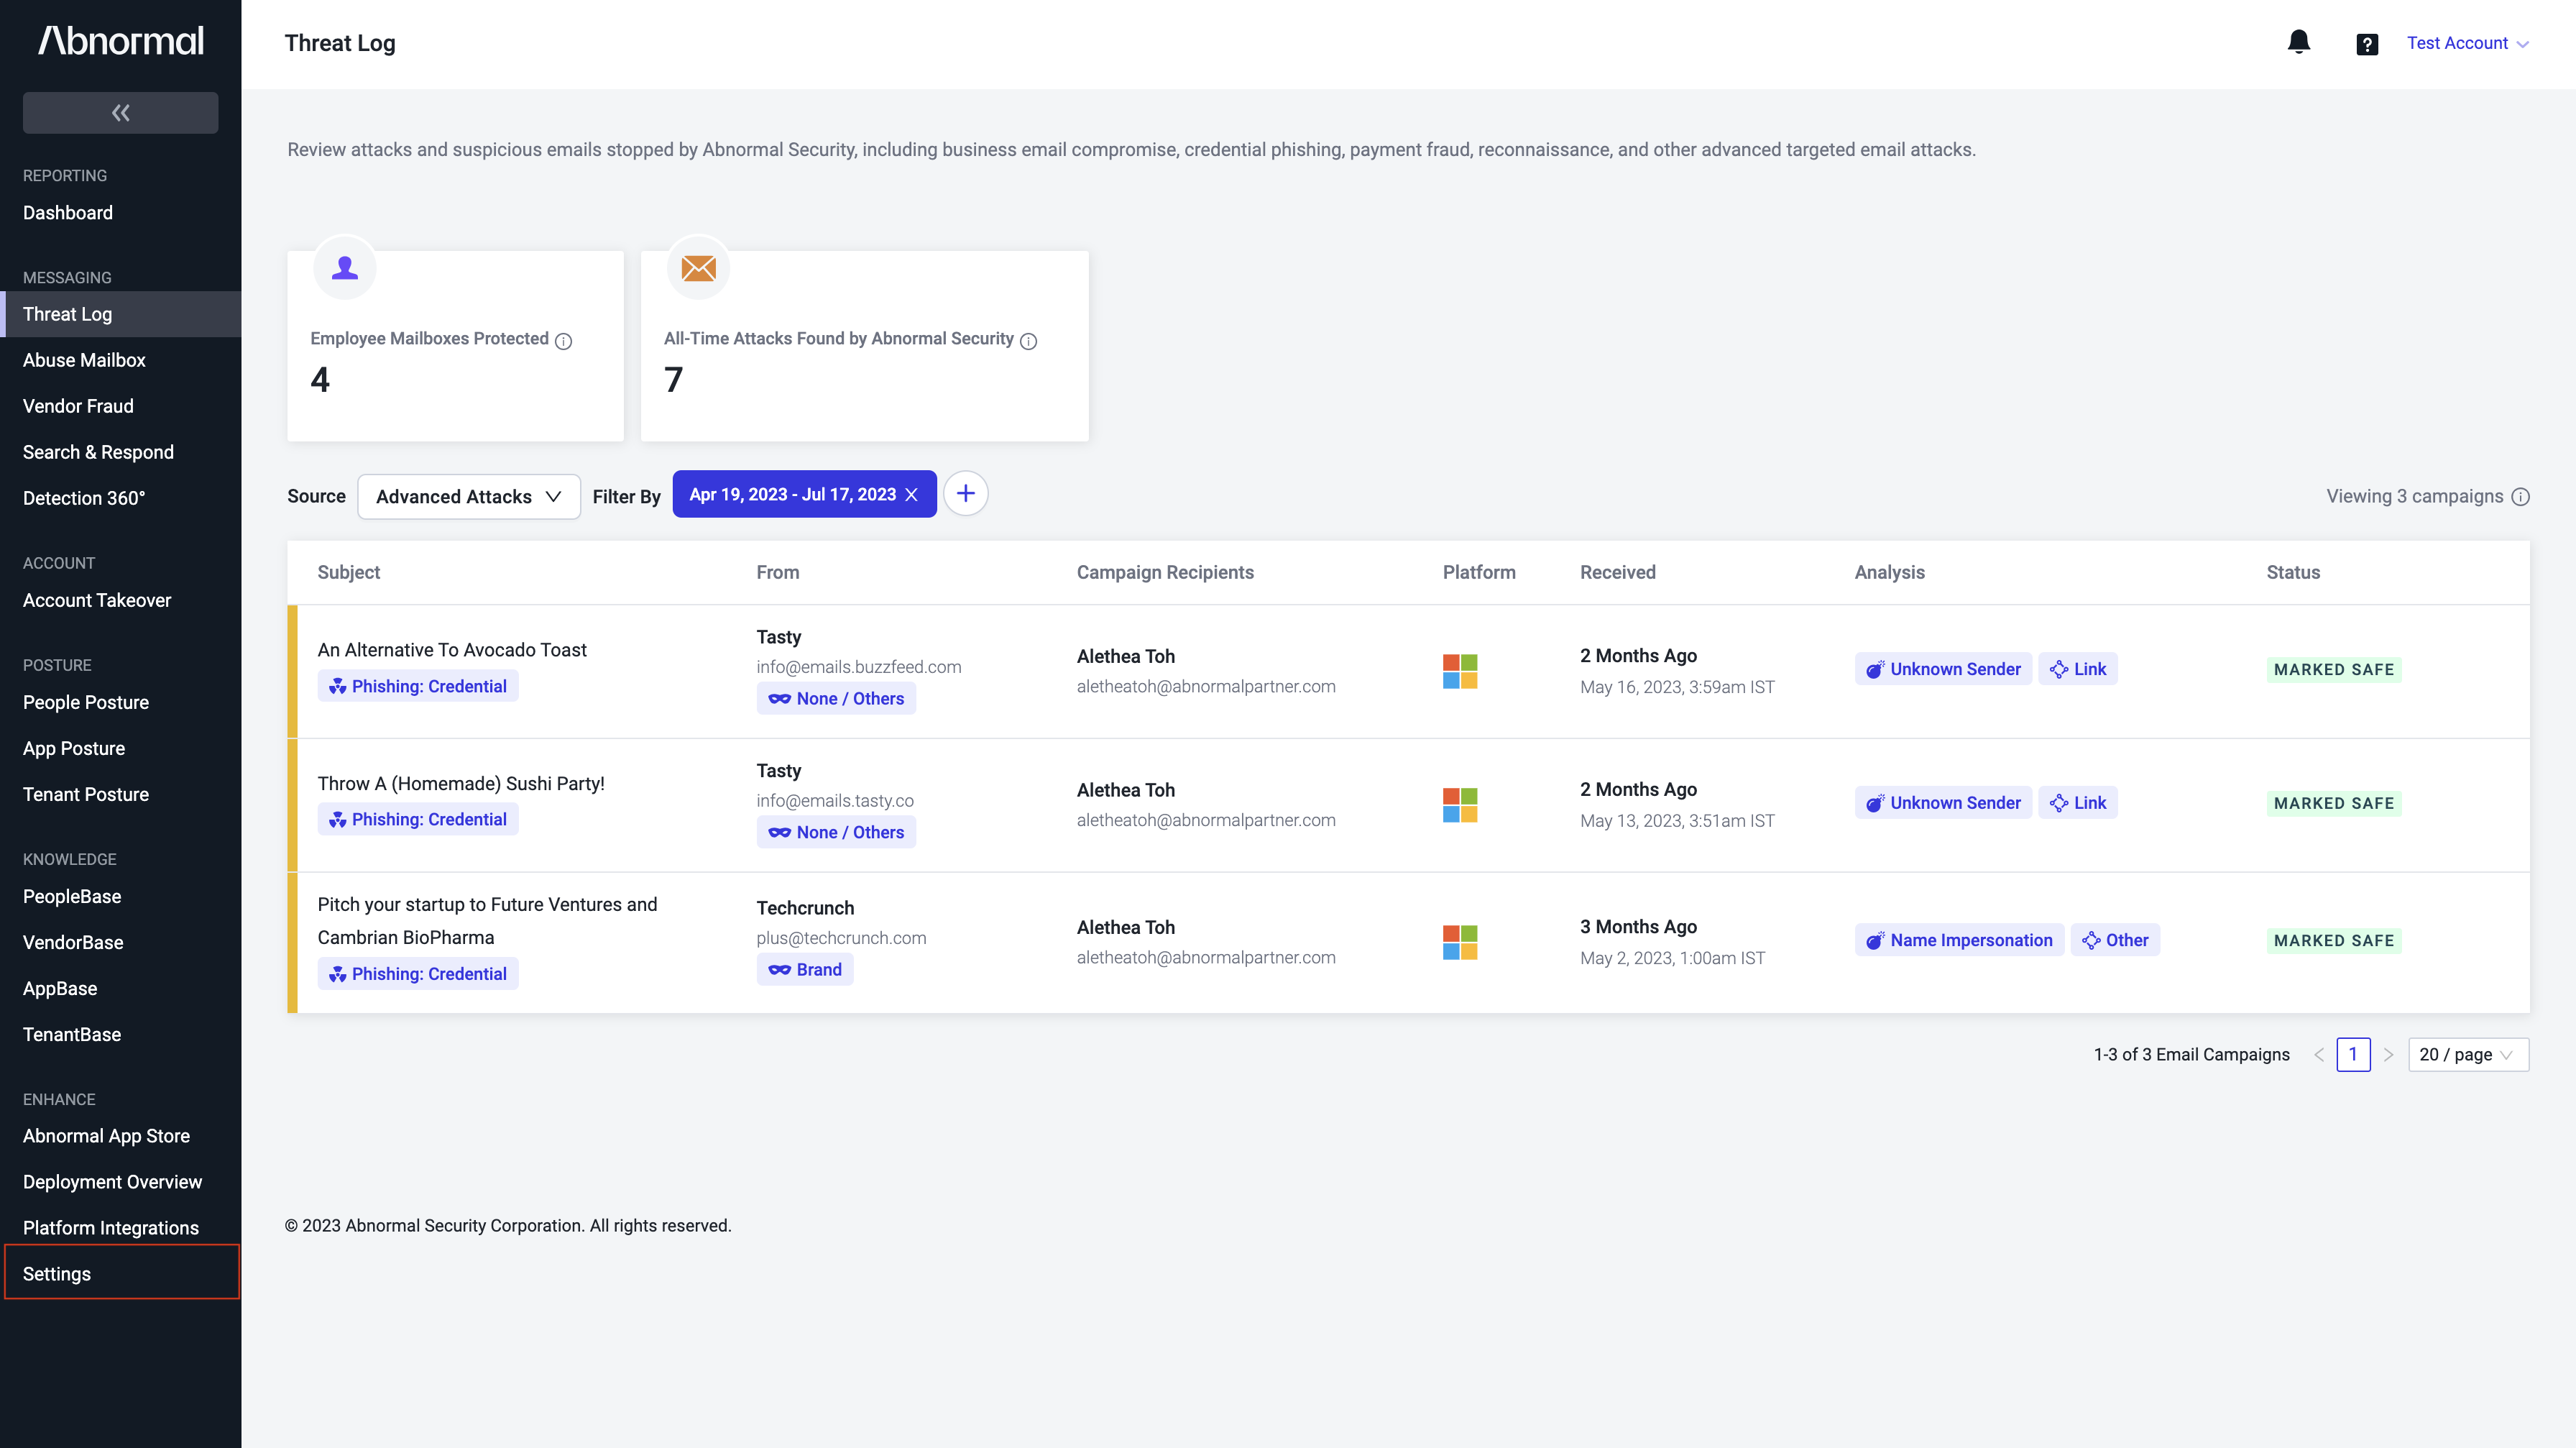 Abnormal
REPORTING
Dashboard
MESSAGING
Threat Log
Abuse Mailbox
Vendor Fraud
Search & Respond
Detection 360°
ACCOUNT
Account Takeover
POSTURE
People Posture
App Posture
Tenant Posture
KNOWLEDGE
PeopleBase
VendorBase
AppBase
TenantBase
ENHANCE
Abnormal App Store
Deployment Overview
Platform Integrations
Settings
Threat Log
Test Account
Review attacks and suspicious emails stopped by Abnormal Security, including business email compromise, credential phishing, payment fraud, reconnaissance, and other advanced targeted email attacks.
Employee Mailboxes Protected
4
All-Time Attacks Found by Abnormal Security
7
Source Advanced Attacks Filter By Apr 19, 2023 - Jul 17, 2023 Viewing 3 campaigns
Subject From Campaign Recipients Platform Received Analysis Status
An Alternative To Avocado Toast
Phishing: Credential
Tasty
info@emails.buzzfeed.com
None / Others
Alethea Toh
aletheatoh@abnormalpartner.com
2 Months Ago
May 16, 2023, 3:59am IST
Unknown Sender Link
MARKED SAFE
Throw A (Homemade) Sushi Party!
Phishing: Credential
Tasty
info@emails.tasty.co
None / Others
Alethea Toh
aletheatoh@abnormalpartner.com
2 Months Ago
May 13, 2023, 3:51am IST
Unknown Sender Link
MARKED SAFE
Pitch your startup to Future Ventures and
Cambrian BioPharma
Phishing: Credential
Techcrunch
plus@techcrunch.com
Brand
Alethea Toh
aletheatoh@abnormalpartner.com
3 Months Ago
May 2, 2023, 1:00am IST
Name Impersonation Other
MARKED SAFE
1-3 of 3 Email Campaigns < 1 > 20 / page
© 2023 Abnormal Security Corporation. All rights reserved.